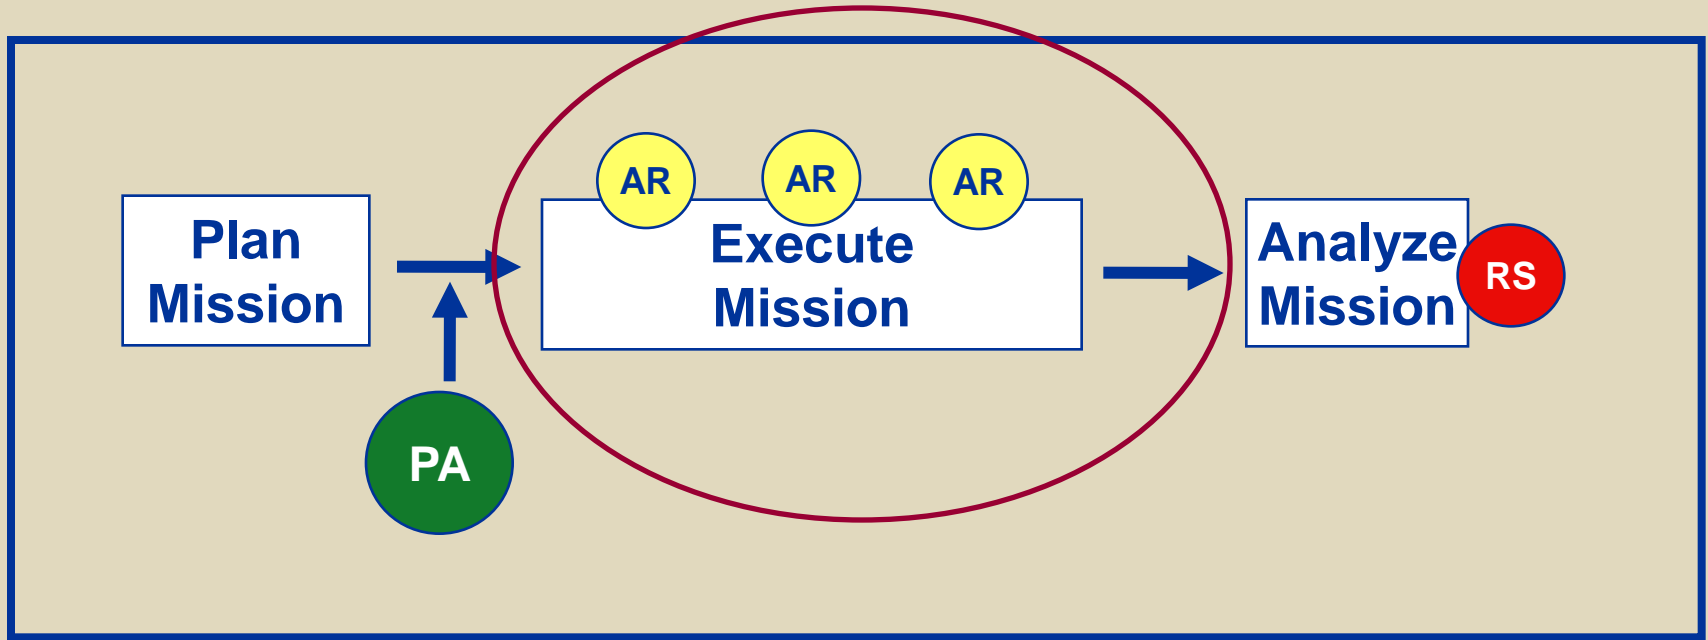 Plan
Mission
PA
AR
AR
AR
Execute
Mission
Analyze
Mission
RS